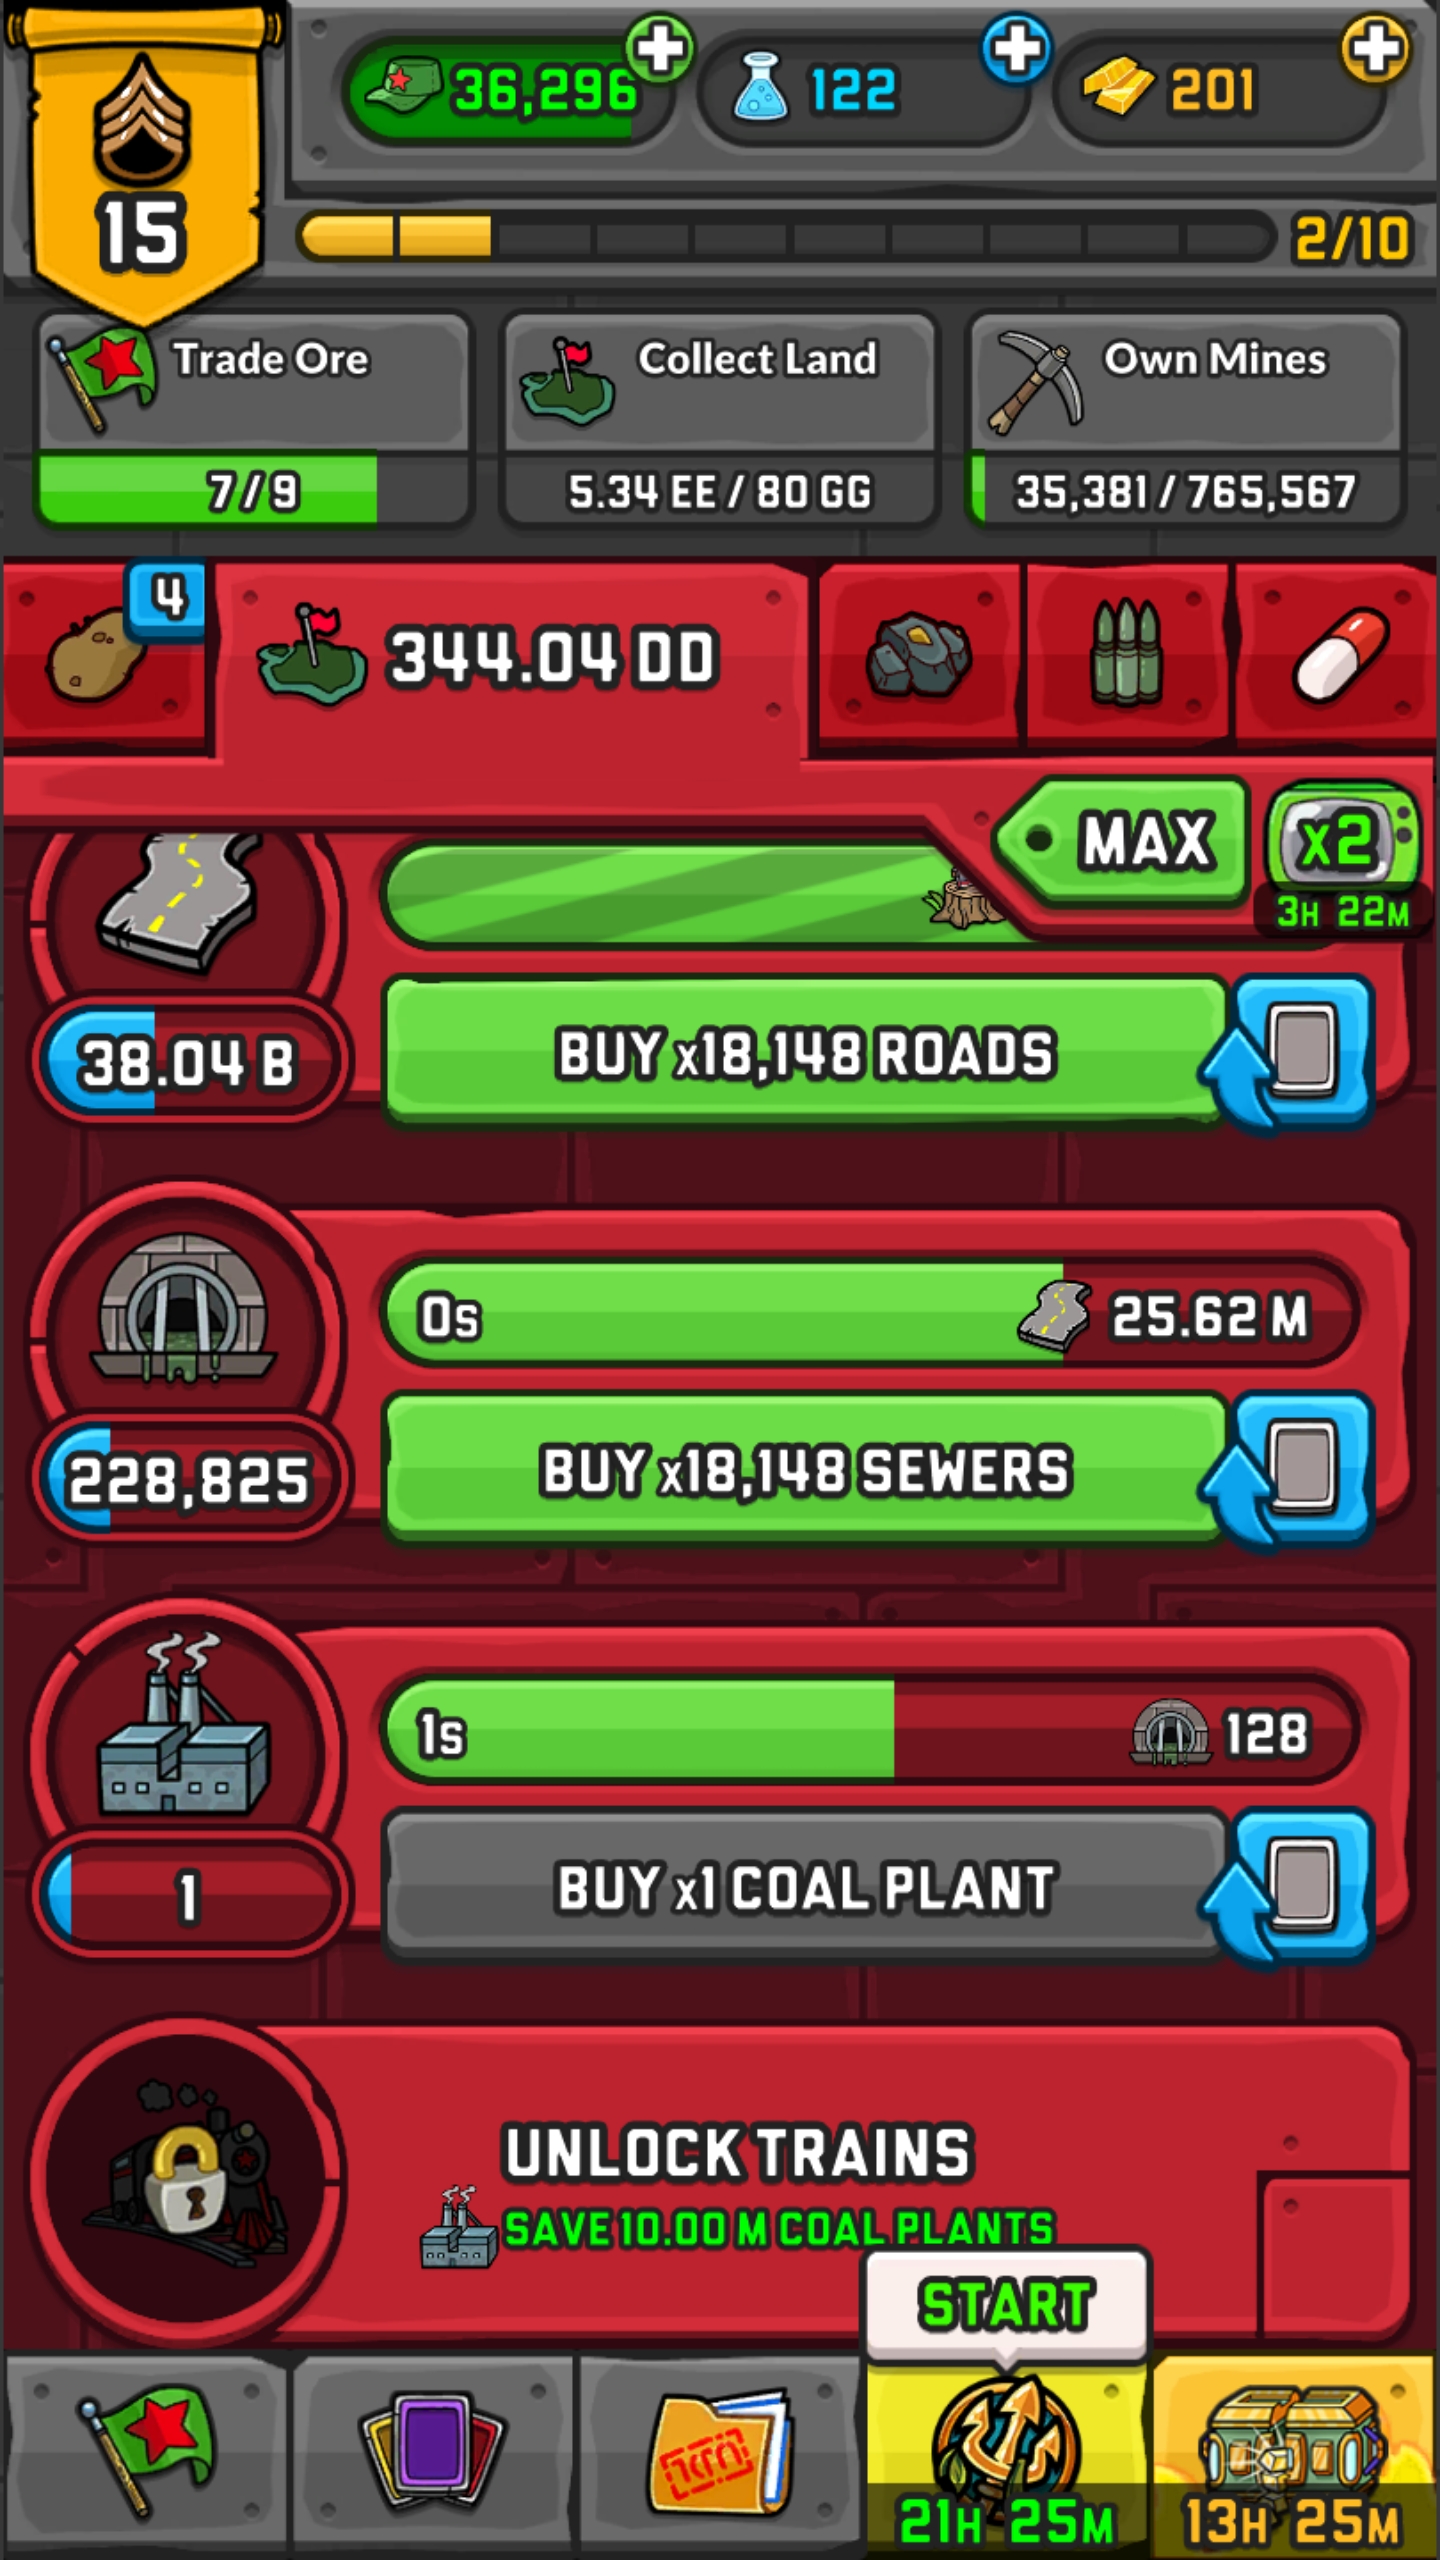 36,296
122
201
15
2/10
Trade Ore
Collect Land
Own Mines
7/9
5.34 EE / 80 GG
35,381 / 765,567
4
344.04 DD
MAX
x2
3H 22M
38.04 B
BUY x18,148 ROADS
0s
25.62 M
228,825
BUY x18,148 SEWERS
1s
128
1
BUY x1 COAL PLANT
UNLOCK TRAINS
SAVE 10.00 M COAL PLANTS
START
21H 25M
13H 25M